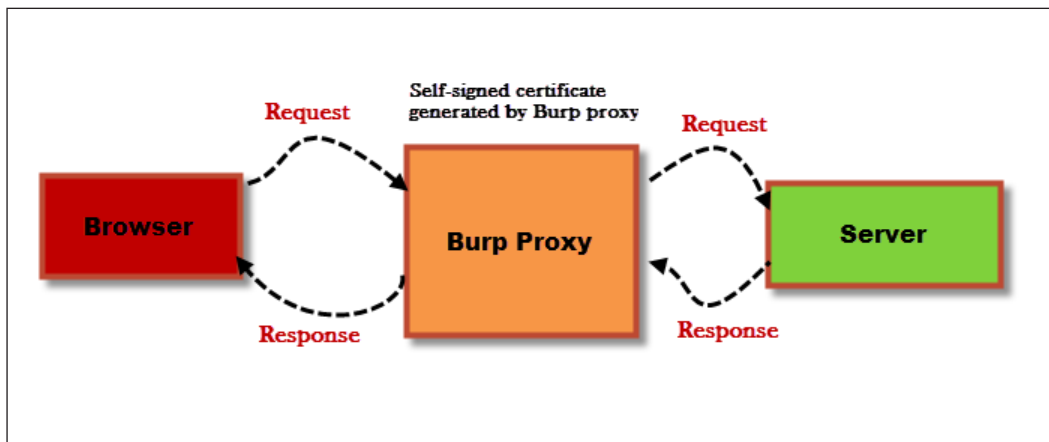 Self-signed certificate
generated by Burp proxy
Request
Request
Browser
Burp Proxy
Server
Response
Response